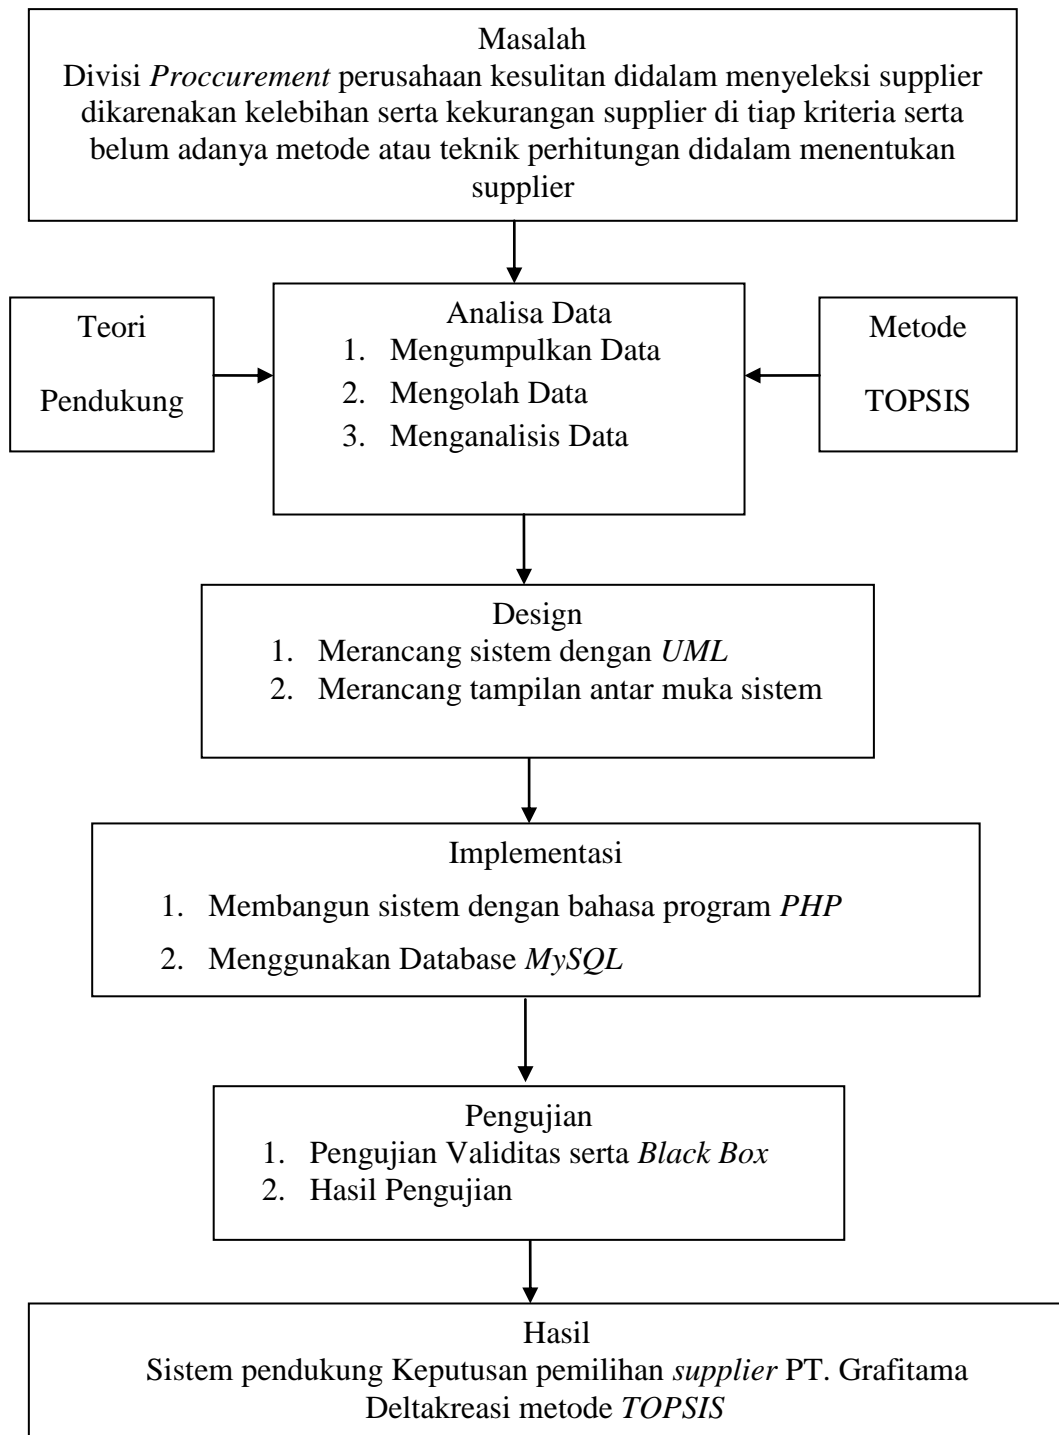 Masalah
Divisi Proccurement perusahaan kesulitan didalam menyeleksi supplier
dikarenakan kelebihan serta kekurangan supplier di tiap kriteria serta
belum adanya metode atau teknik perhitungan didalam menentukan
supplier
Teori
Pendukung
Analisa Data
1. Mengumpulkan Data
2. Mengolah Data
3. Menganalisis Data
Metode
TOPSIS
Design
1. Merancang sistem dengan UML
2. Merancang tampilan antar muka sistem
Implementasi
1. Membangun sistem dengan bahasa program PHP
2. Menggunakan Database MySQL
Pengujian
1. Pengujian Validitas serta Black Box
2. Hasil Pengujian
Hasil
Sistem pendukung Keputusan pemilihan supplier PT. Grafitama
Deltakreasi metode TOPSIS